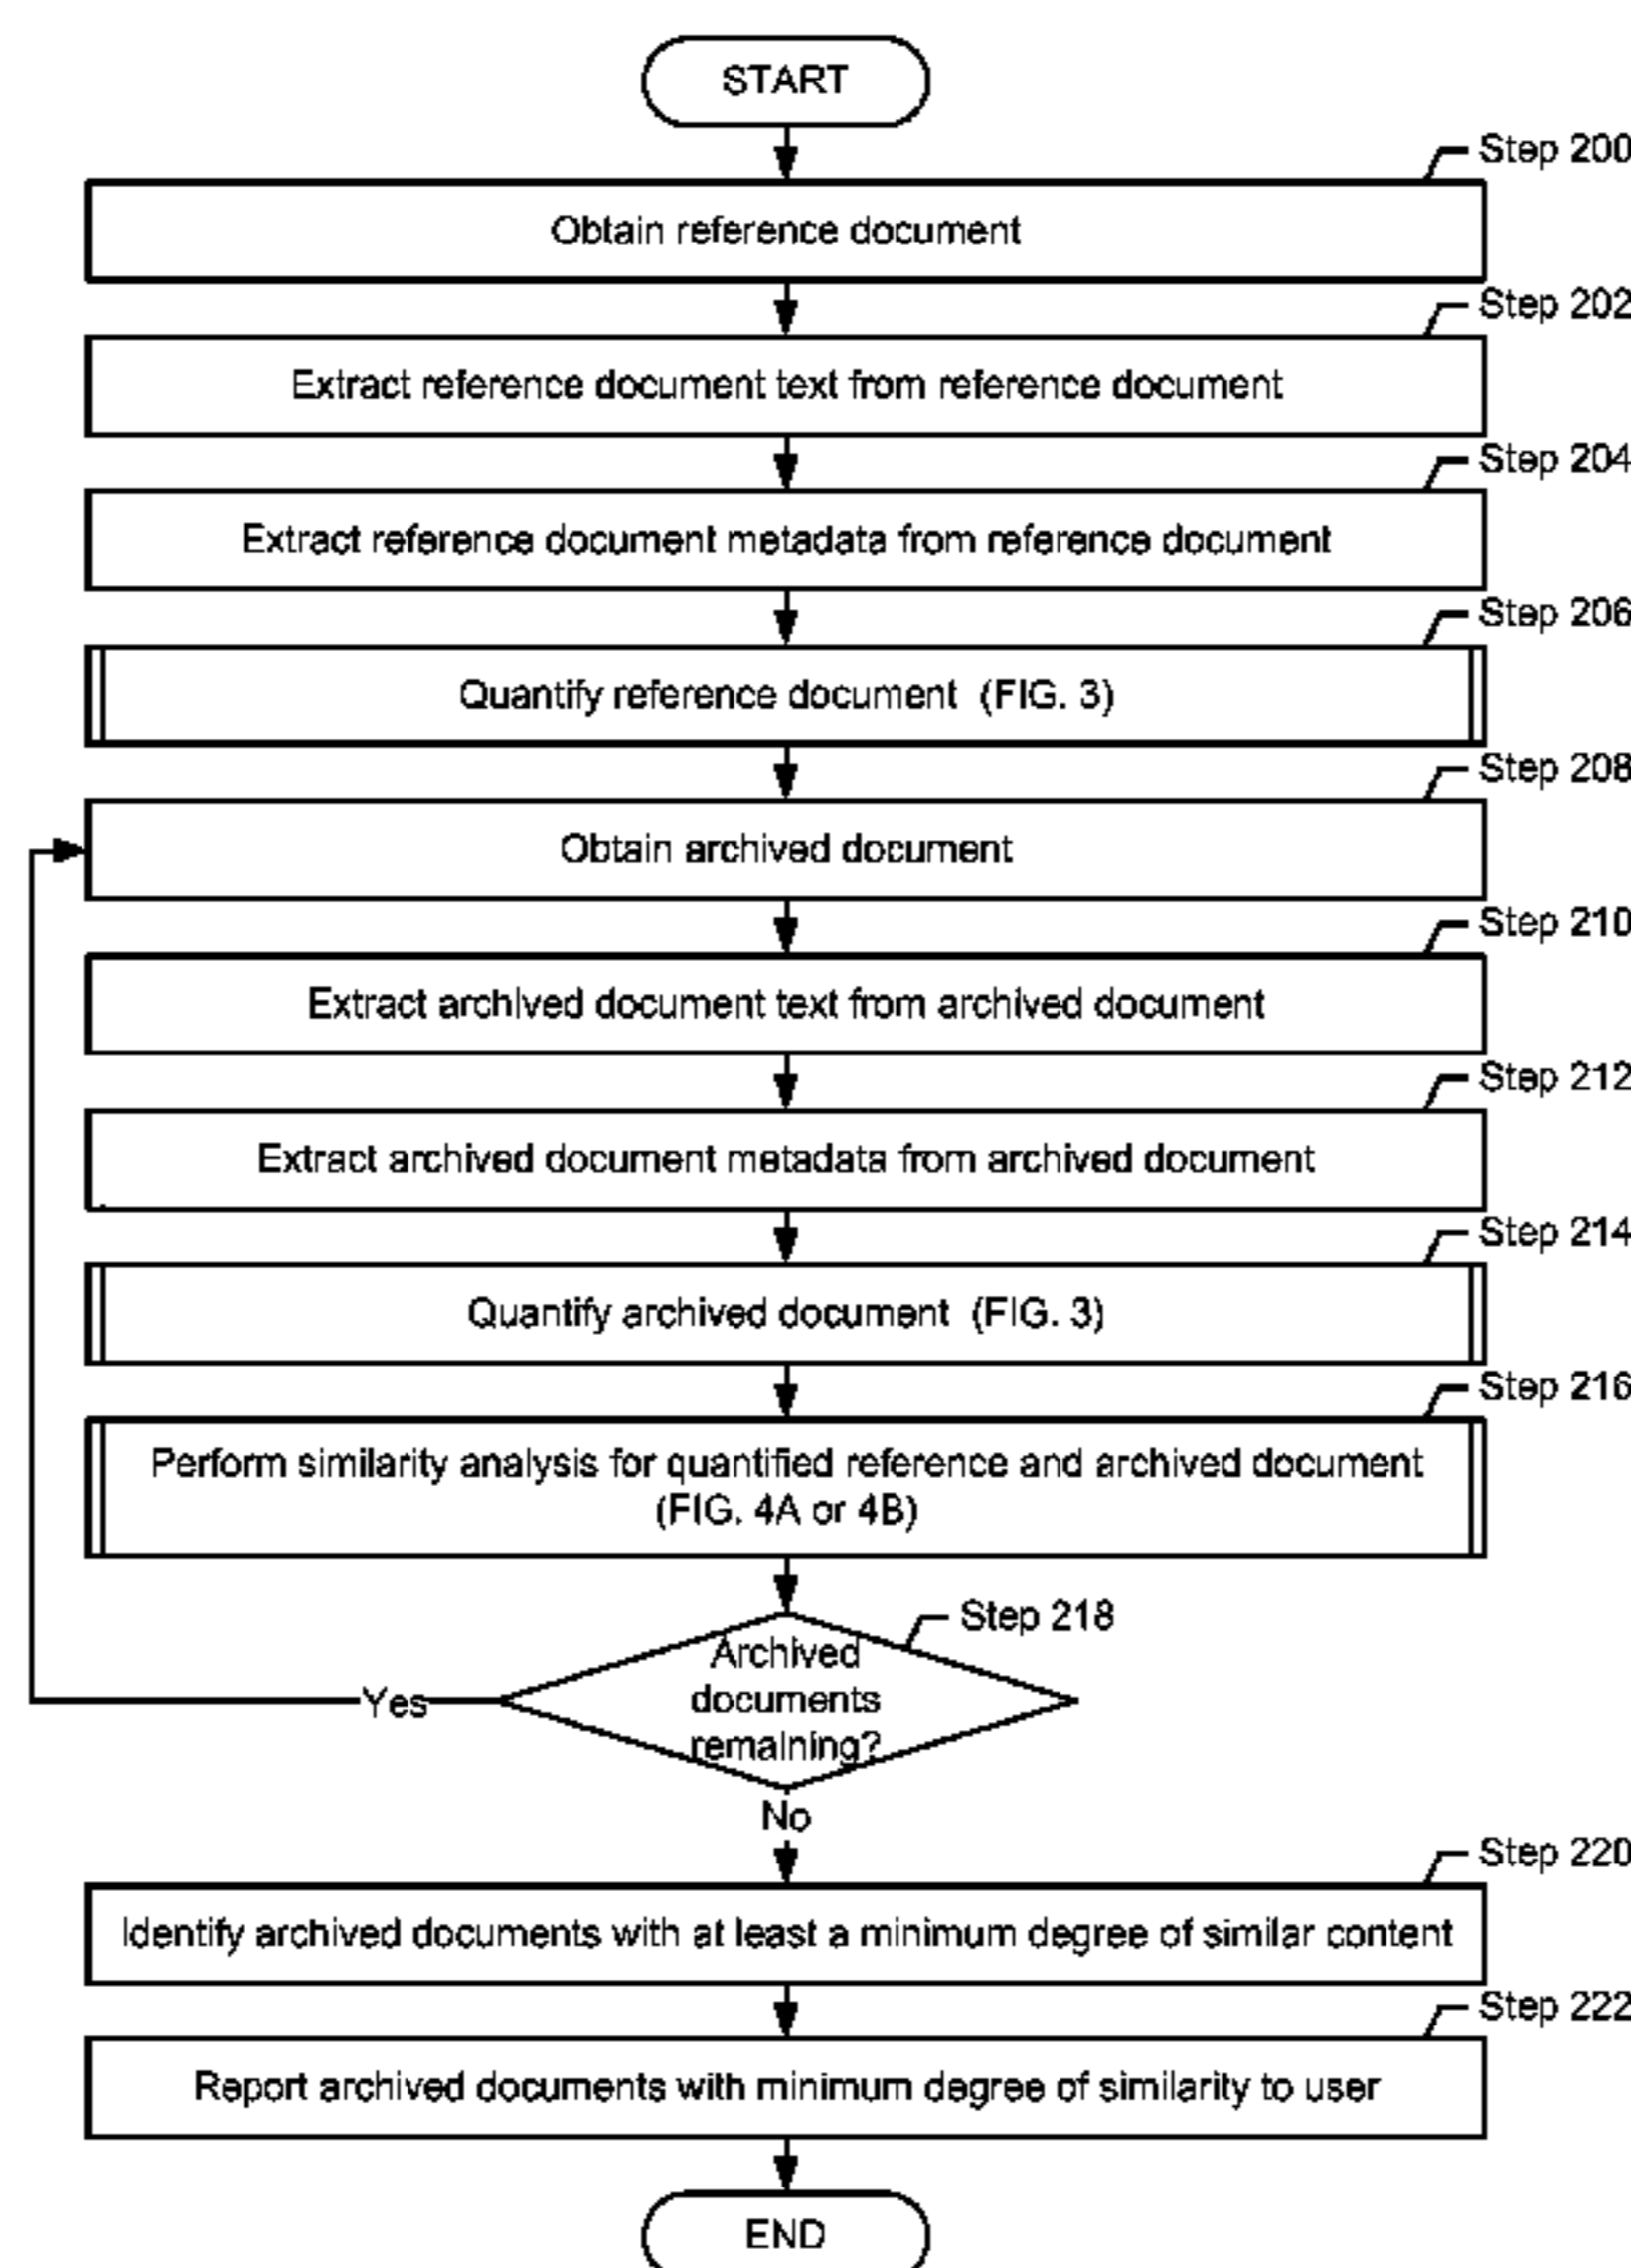 START
Step 200
Obtain reference document
Step 202
Extract reference document text from reference document
Step 204
Extract reference document metadata from reference document
Step 206
Quantify reference document (FIG. 3)
Step 208
Obtain archived document
Step 210
Extract archived document text from archived document
Step 212
Extract archived document metadata from archived document
Step 214
Quantify archived document (FIG. 3)
Step 216
Perform similarity analysis for quantified reference and archived document
(FIG. 4A or 4B)
Step 218
Archived
documents
remaining?
Yes
No
Step 220
Identify archived documents with at least a minimum degree of similar content
Step 222
Report archived documents with minimum degree of similarity to user
END